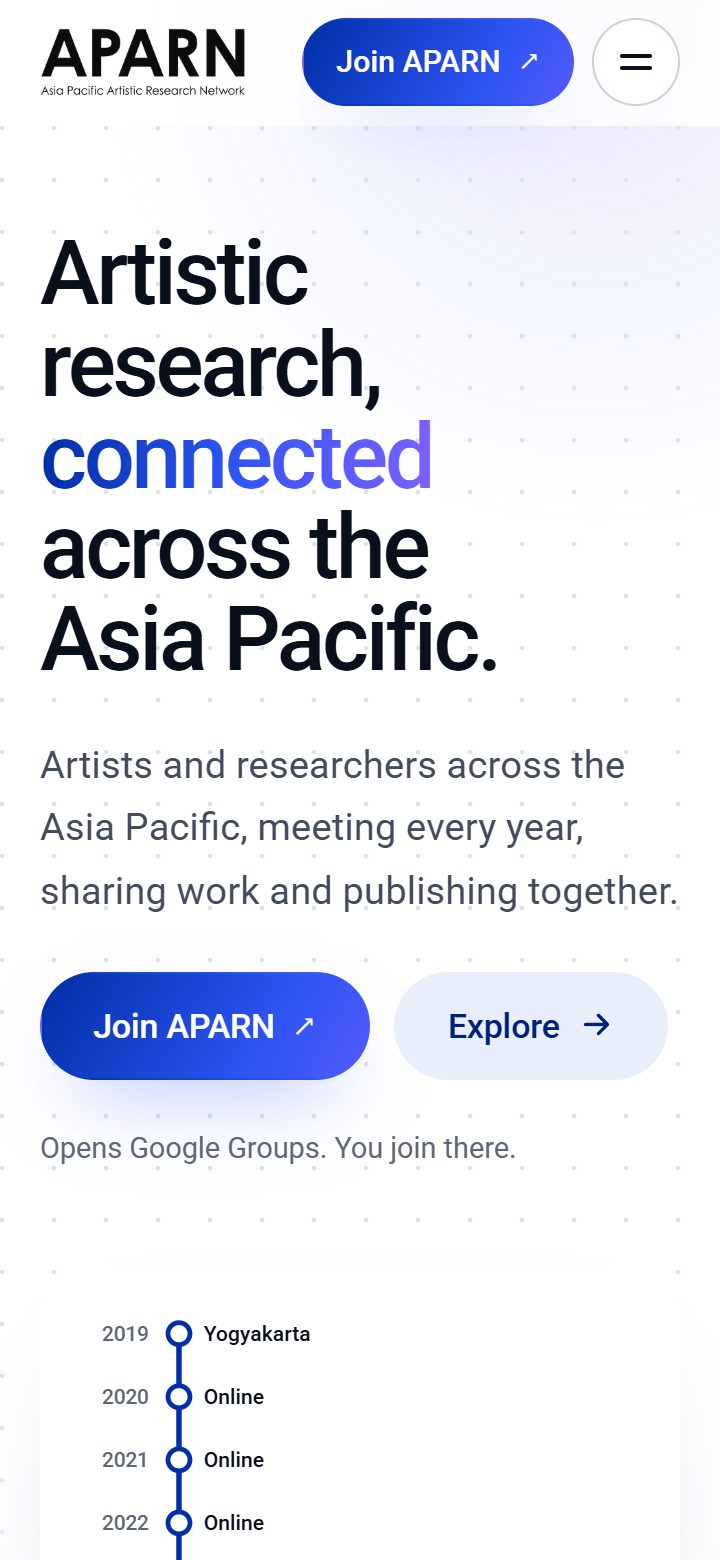 APARN
Asia Pacific Artistic Research Network
Join APARN ↗
Artistic
research,
connected
across the
Asia Pacific.
Artists and researchers across the
Asia Pacific, meeting every year,
sharing work and publishing together.
Join APARN ↗
Explore →
Opens Google Groups. You join there.
2019 Yogyakarta
2020 Online
2021 Online
2022 Online